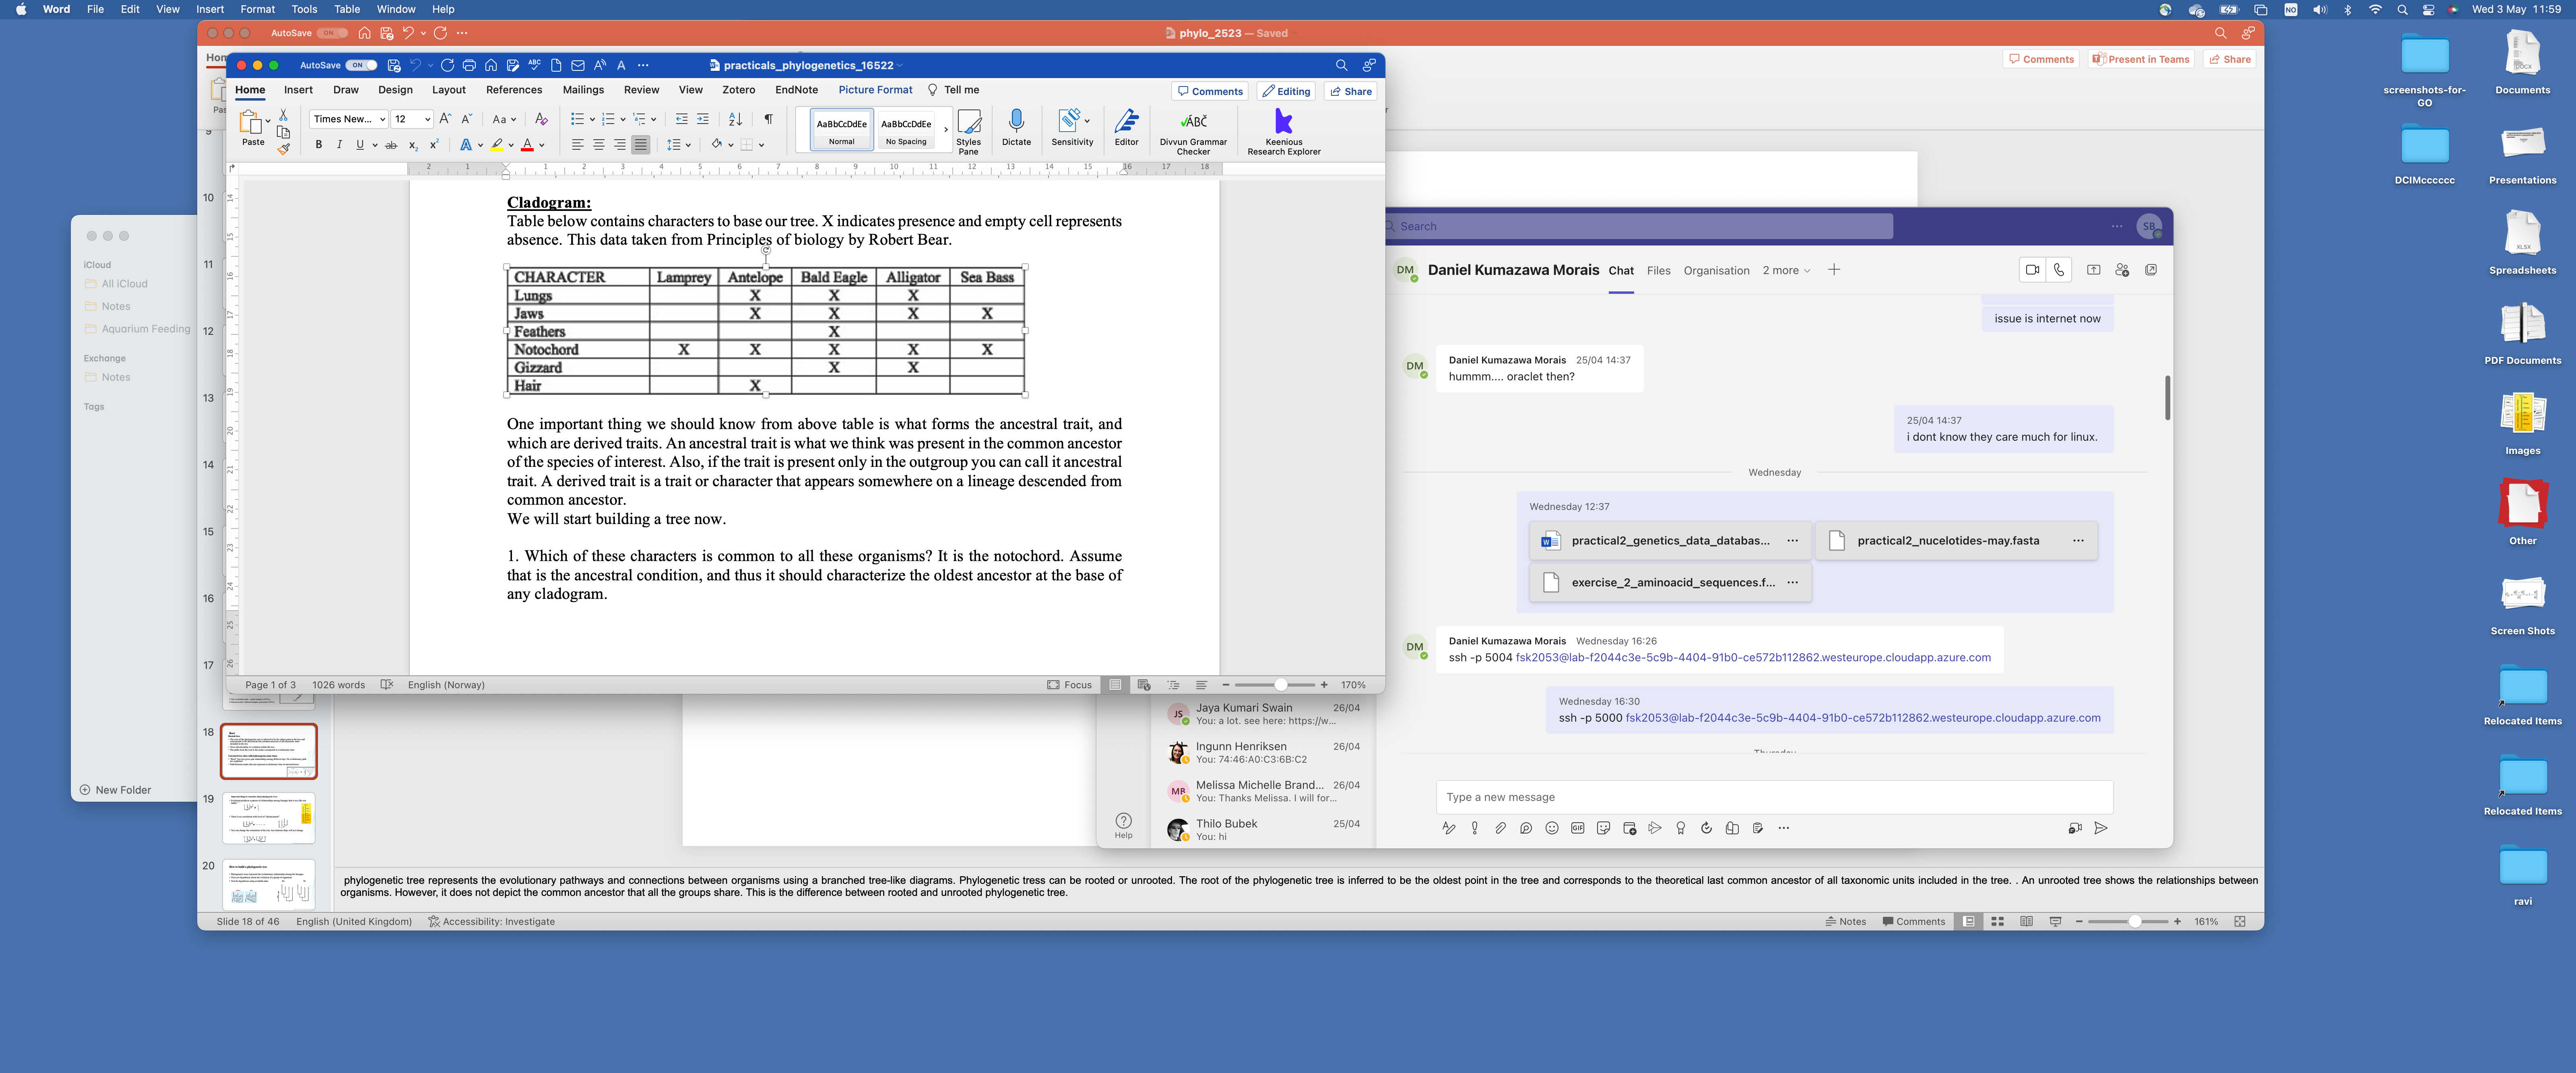 Word File Edit View Insert Format Tools Table Window Help
NO
Wed 3 May 11:59
AutoSave ON
phylo_2523 — Saved
Comments Present in Teams Share
AutoSave ON
practicals_phylogenetics_16522
Home Insert Draw Design Layout References Mailings Review View Zotero EndNote Picture Format Tell me
Comments Editing Share
Paste
Times New... 12
AaBbCcDdEe
Normal
AaBbCcDdEe
No Spacing
Styles Pane
Dictate
Sensitivity
Editor
Divvun Grammar Checker
Keenious Research Explorer
Cladogram:
Table below contains characters to base our tree. X indicates presence and empty cell represents
absence. This data taken from Principles of biology by Robert Bear.
CHARACTER Lamprey Antelope Bald Eagle Alligator Sea Bass
Lungs X X X
Jaws X X X X
Feathers X
Notochord X X X X X
Gizzard X X
Hair X
One important thing we should know from above table is what forms the ancestral trait, and
which are derived traits. An ancestral trait is what we think was present in the common ancestor
of the species of interest. Also, if the trait is present only in the outgroup you can call it ancestral
trait. A derived trait is a trait or character that appears somewhere on a lineage descended from
common ancestor.
We will start building a tree now.
1. Which of these characters is common to all these organisms? It is the notochord. Assume
that is the ancestral condition, and thus it should characterize the oldest ancestor at the base of
any cladogram.
Page 1 of 3 1026 words English (Norway) Focus 170%
iCloud
All iCloud
Notes
Aquarium Feeding
Exchange
Notes
Tags
New Folder
10
11
12
13
14
15
16
17
18
19
20
Search
SB
DM Daniel Kumazawa Morais Chat Files Organisation 2 more
issue is internet now
DM
Daniel Kumazawa Morais 25/04 14:37
hummm.... oraclet then?
25/04 14:37
i dont know they care much for linux.
Wednesday
Wednesday 12:37
practical2_genetics_data_databas...
practical2_nucelotides-may.fasta
exercise_2_aminoacid_sequences.f...
DM
Daniel Kumazawa Morais Wednesday 16:26
ssh -p 5004 fsk2053@lab-f2044c3e-5c9b-4404-91b0-ce572b112862.westeurope.cloudapp.azure.com
Wednesday 16:30
ssh -p 5000 fsk2053@lab-f2044c3e-5c9b-4404-91b0-ce572b112862.westeurope.cloudapp.azure.com
Type a new message
JS Jaya Kumari Swain 26/04
You: a lot. see here: https://w...
Ingunn Henriksen 26/04
You: 74:46:A0:C3:6B:C2
MB Melissa Michelle Brand... 26/04
You: Thanks Melissa. I will for...
Thilo Bubek 25/04
You: hi
Help
phylogenetic tree represents the evolutionary pathways and connections between organisms using a branched tree-like diagrams. Phylogenetic tress can be rooted or unrooted. The root of the phylogenetic tree is inferred to be the oldest point in the tree and corresponds to the theoretical last common ancestor of all taxonomic units included in the tree. . An unrooted tree shows the relationships between
organisms. However, it does not depict the common ancestor that all the groups share. This is the difference between rooted and unrooted phylogenetic tree.
Slide 18 of 46 English (United Kingdom) Accessibility: Investigate Notes Comments 161%
screenshots-for-GO
Documents
DCIMcccccc
Presentations
Spreadsheets
PDF Documents
Images
Other
Screen Shots
Relocated Items
Relocated Items
ravi